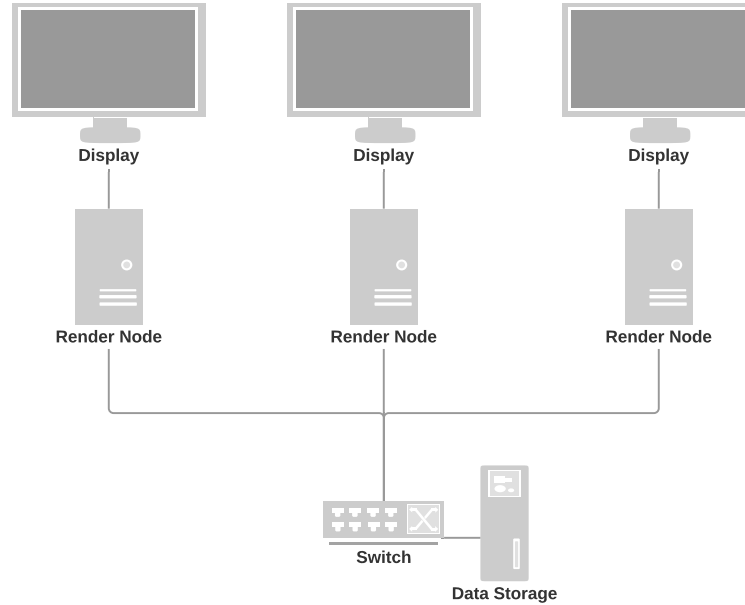 Display
Display
Display
Render Node
Render Node
Render Node
Switch
Data Storage